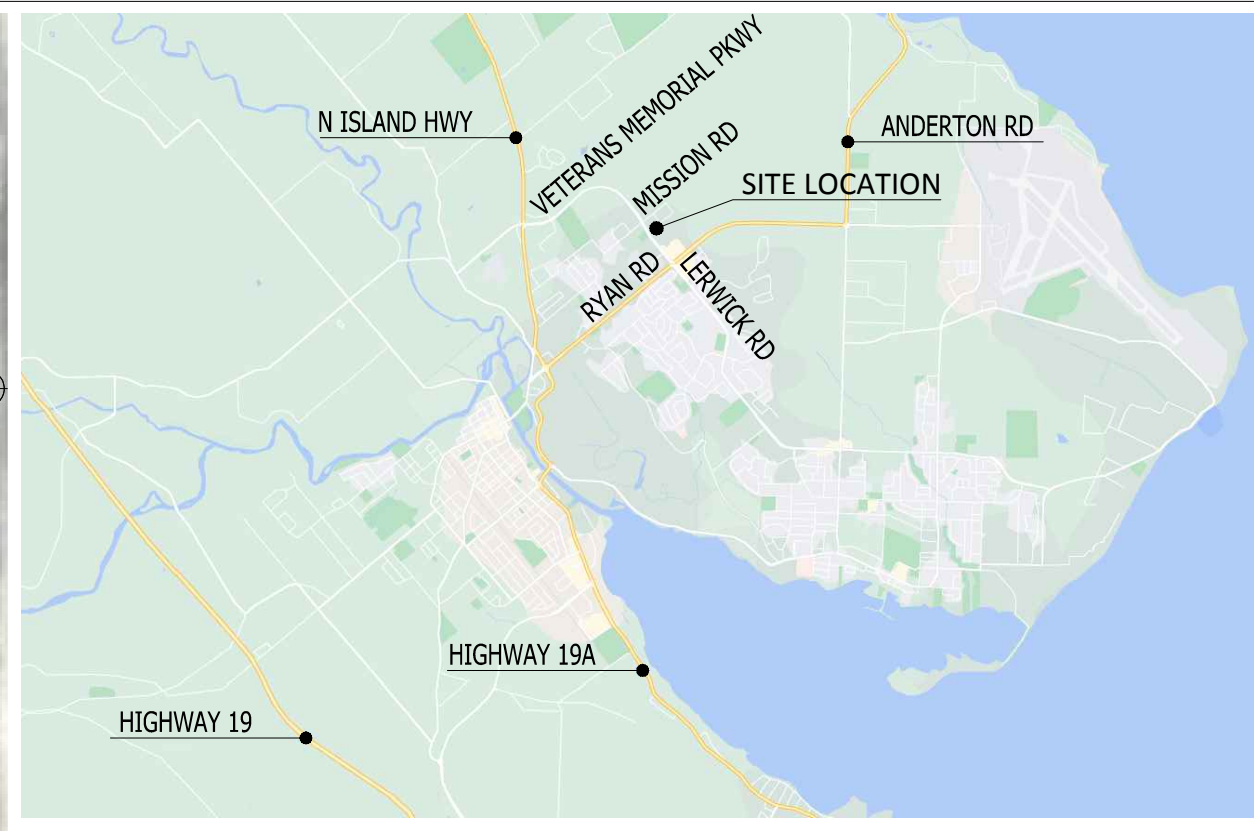 N ISLAND HWY
VETERANS MEMORIAL PKWY
MISSION RD
ANDERTON RD
SITE LOCATION
RYAN RD
LERWICK RD
HIGHWAY 19A
HIGHWAY 19